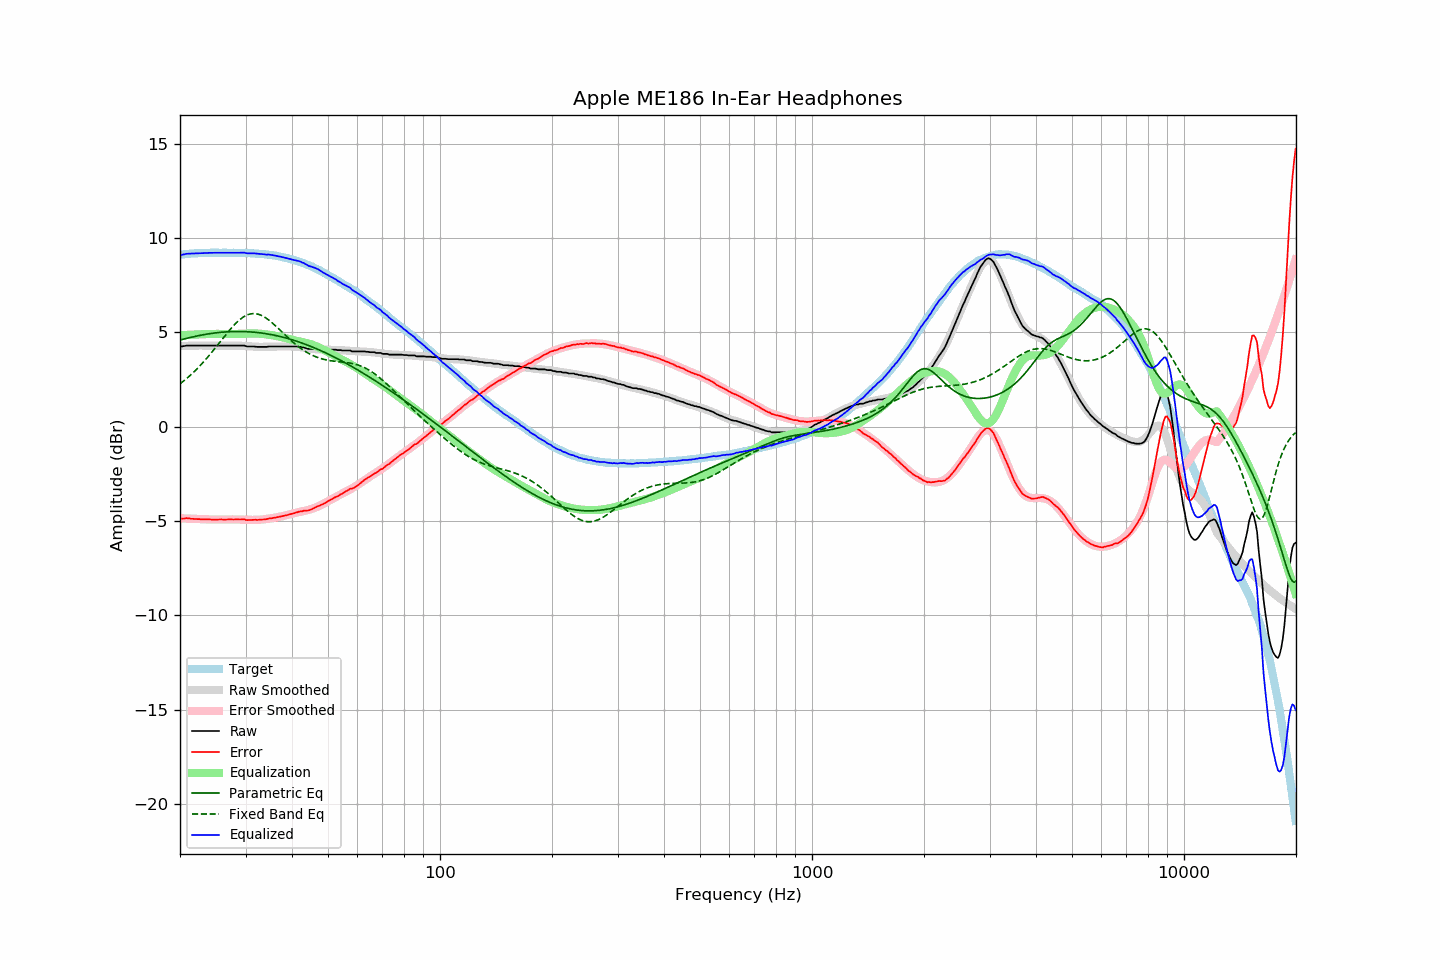 Apple ME186 In-Ear Headphones
Amplitude (dBr)
15
10
5
0
−5
−10
−15
−20
Target
Raw Smoothed
Error Smoothed
Raw
Error
Equalization
Parametric Eq
Fixed Band Eq
Equalized
100
1000
10000
Frequency (Hz)